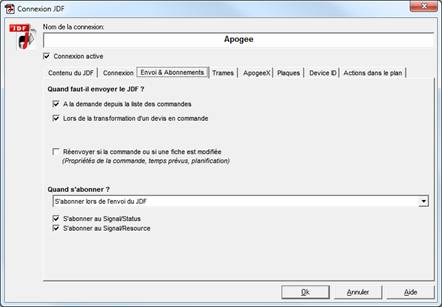 Connexion JDF
JDF
Nom de la connexion:
Apogee
Connexion active
Contenu du JDF
Connexion
Envoi & Abonnements
Trames
ApogeeX
Plaques
Device ID
Actions dans le plan
Quand faut-il envoyer le JDF ?
A la demande depuis la liste des commandes
Lors de la transformation d'un devis en commande
Réenvoyer si la commande ou si une fiche est modifiée
(Propriétés de la commande, temps prévus, planification)
Quand s'abonner ?
S'abonner lors de l'envoi du JDF
S'abonner au Signal/Status
S'abonner au Signal/Resource
Ok
Annuler
Aide